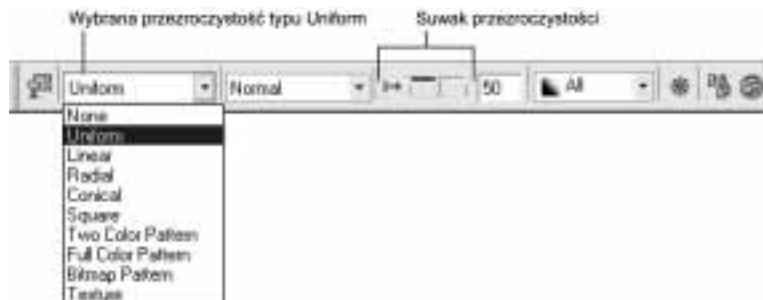 Wybrana przezroczystość typu Uniform Suwak przezroczystości
Uniform Normal 50 All
None
Uniform
Linear
Radial
Conical
Square
Two Color Pattern
Full Color Pattern
Bitmap Pattern
Texture